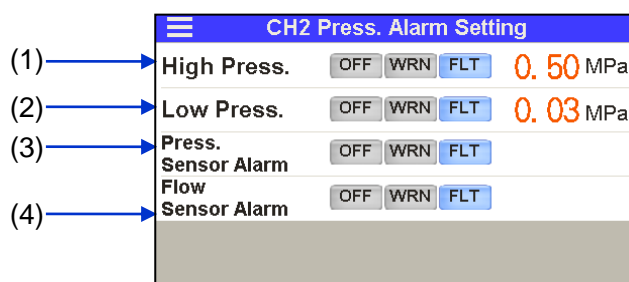 CH2 Press. Alarm Setting
(1) High Press. OFF WRN FLT 0.50 MPa
(2) Low Press. OFF WRN FLT 0.03 MPa
(3) Press.
Sensor Alarm OFF WRN FLT
Flow
(4) Sensor Alarm OFF WRN FLT